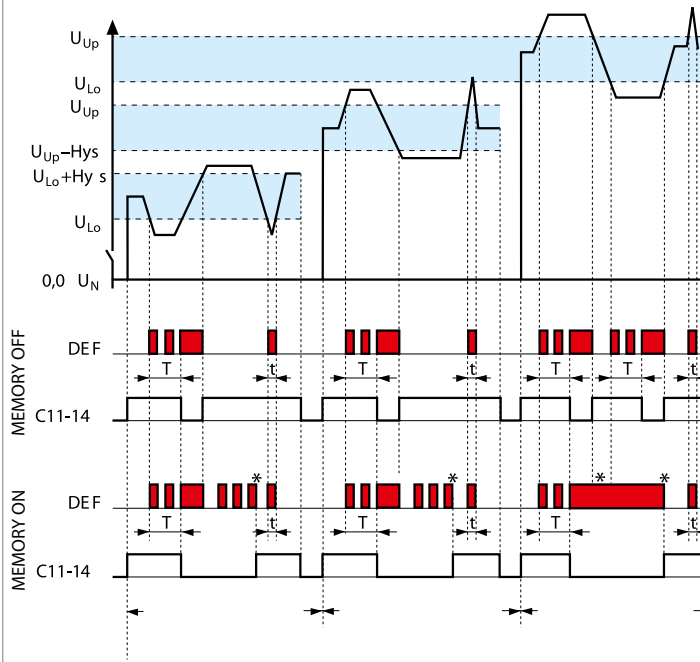 U_Up
U_Lo
U_Up
U_Up–Hys
U_Lo+Hy s
U_Lo
0,0 U_N
MEMORY OFF
DEF
T t T t T T t
C11-14
MEMORY ON
* * * *
DEF
T t T t T t
C11-14